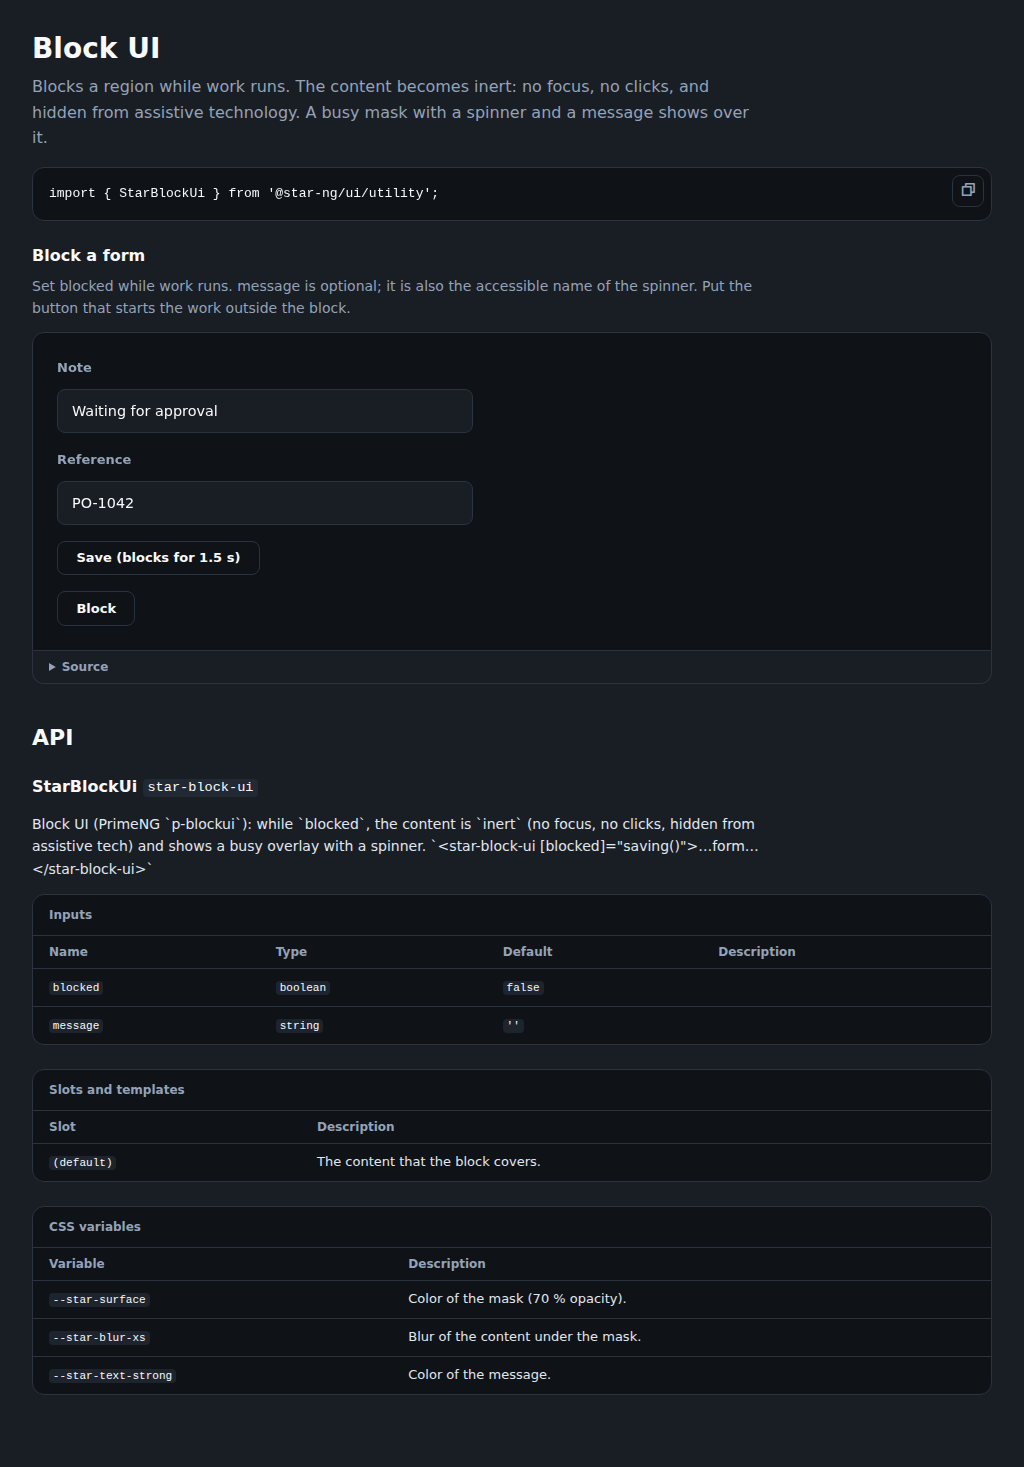 Block UI
Blocks a region while work runs. The content becomes inert: no focus, no clicks, and
hidden from assistive technology. A busy mask with a spinner and a message shows over
it.
import { StarBlockUi } from '@star-ng/ui/utility';
Block a form
Set blocked while work runs. message is optional; it is also the accessible name of the spinner. Put the
button that starts the work outside the block.
Note
Waiting for approval
Reference
PO-1042
Save (blocks for 1.5 s)
Block
Source
API
StarBlockUi star-block-ui
Block UI (PrimeNG `p-blockui`): while `blocked`, the content is `inert` (no focus, no clicks, hidden from
assistive tech) and shows a busy overlay with a spinner. `<star-block-ui [blocked]="saving()">…form…
</star-block-ui>`
Inputs
Name Type Default Description
blocked boolean false
message string ''
Slots and templates
Slot Description
(default) The content that the block covers.
CSS variables
Variable Description
--star-surface Color of the mask (70 % opacity).
--star-blur-xs Blur of the content under the mask.
--star-text-strong Color of the message.